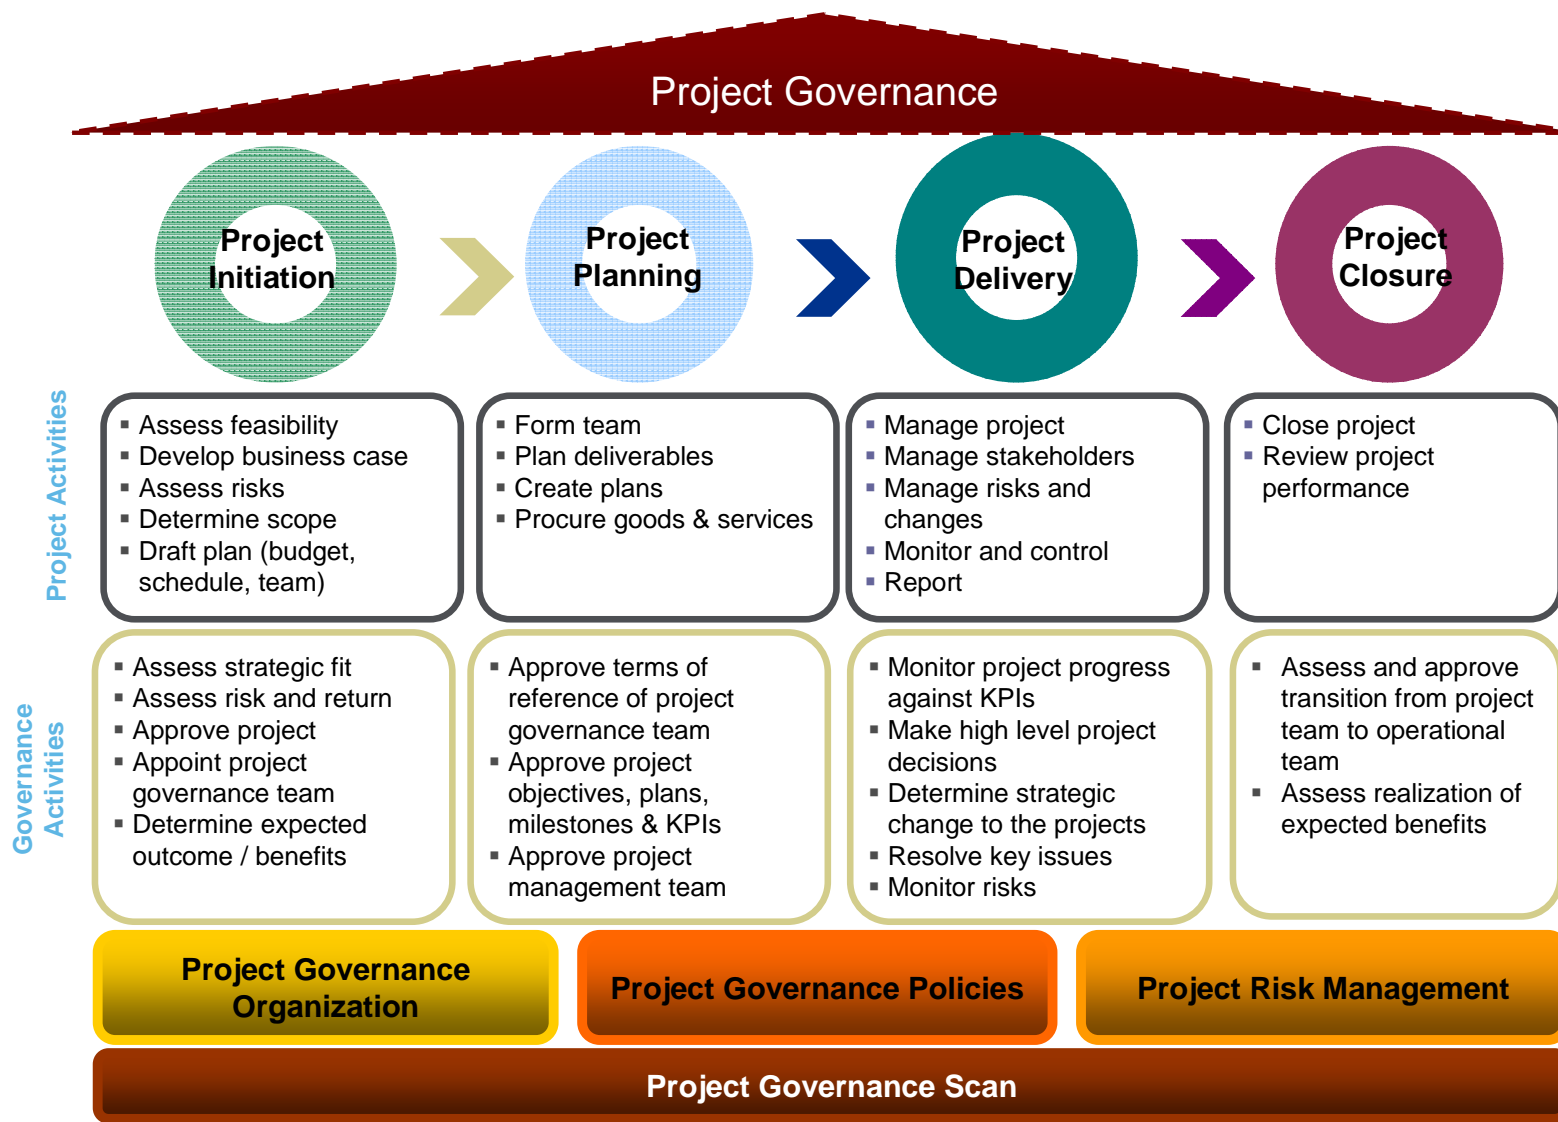 Project Governance
Project
Initiation
Project
Planning
Project
Delivery
Project
Closure
Project Activities
▪ Assess feasibility
▪ Develop business case
▪ Assess risks
▪ Determine scope
▪ Draft plan (budget,
schedule, team)
▪ Form team
▪ Plan deliverables
▪ Create plans
▪ Procure goods & services
▪ Manage project
▪ Manage stakeholders
▪ Manage risks and
changes
▪ Monitor and control
▪ Report
▪ Close project
▪ Review project
performance
Governance
Activities
▪ Assess strategic fit
▪ Assess risk and return
▪ Approve project
▪ Appoint project
governance team
▪ Determine expected
outcome / benefits
▪ Approve terms of
reference of project
governance team
▪ Approve project
objectives, plans,
milestones & KPIs
▪ Approve project
management team
▪ Monitor project progress
against KPIs
▪ Make high level project
decisions
▪ Determine strategic
change to the projects
▪ Resolve key issues
▪ Monitor risks
▪ Assess and approve
transition from project
team to operational
team
▪ Assess realization of
expected benefits
Project Governance
Organization
Project Governance Policies
Project Risk Management
Project Governance Scan